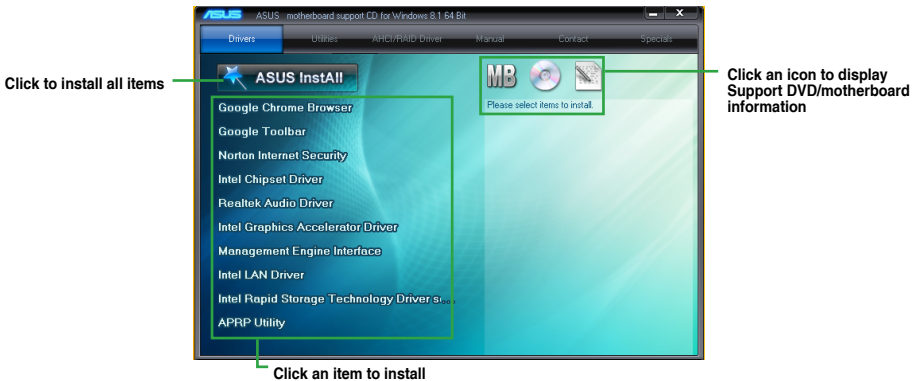 ASUS ASUS motherboard support CD for Windows 8.1 64 Bit
Drivers Utilities AHCI/RAID Driver Manual Contact Specials
Click to install all items
ASUS InstAll
MB
Please select items to install.
Click an icon to display
Support DVD/motherboard
information
Google Chrome Browser
Google Toolbar
Norton Internet Security
Intel Chipset Driver
Realtek Audio Driver
Intel Graphics Accelerator Driver
Management Engine Interface
Intel LAN Driver
Intel Rapid Storage Technology Driver s....
APRP Utility
Click an item to install